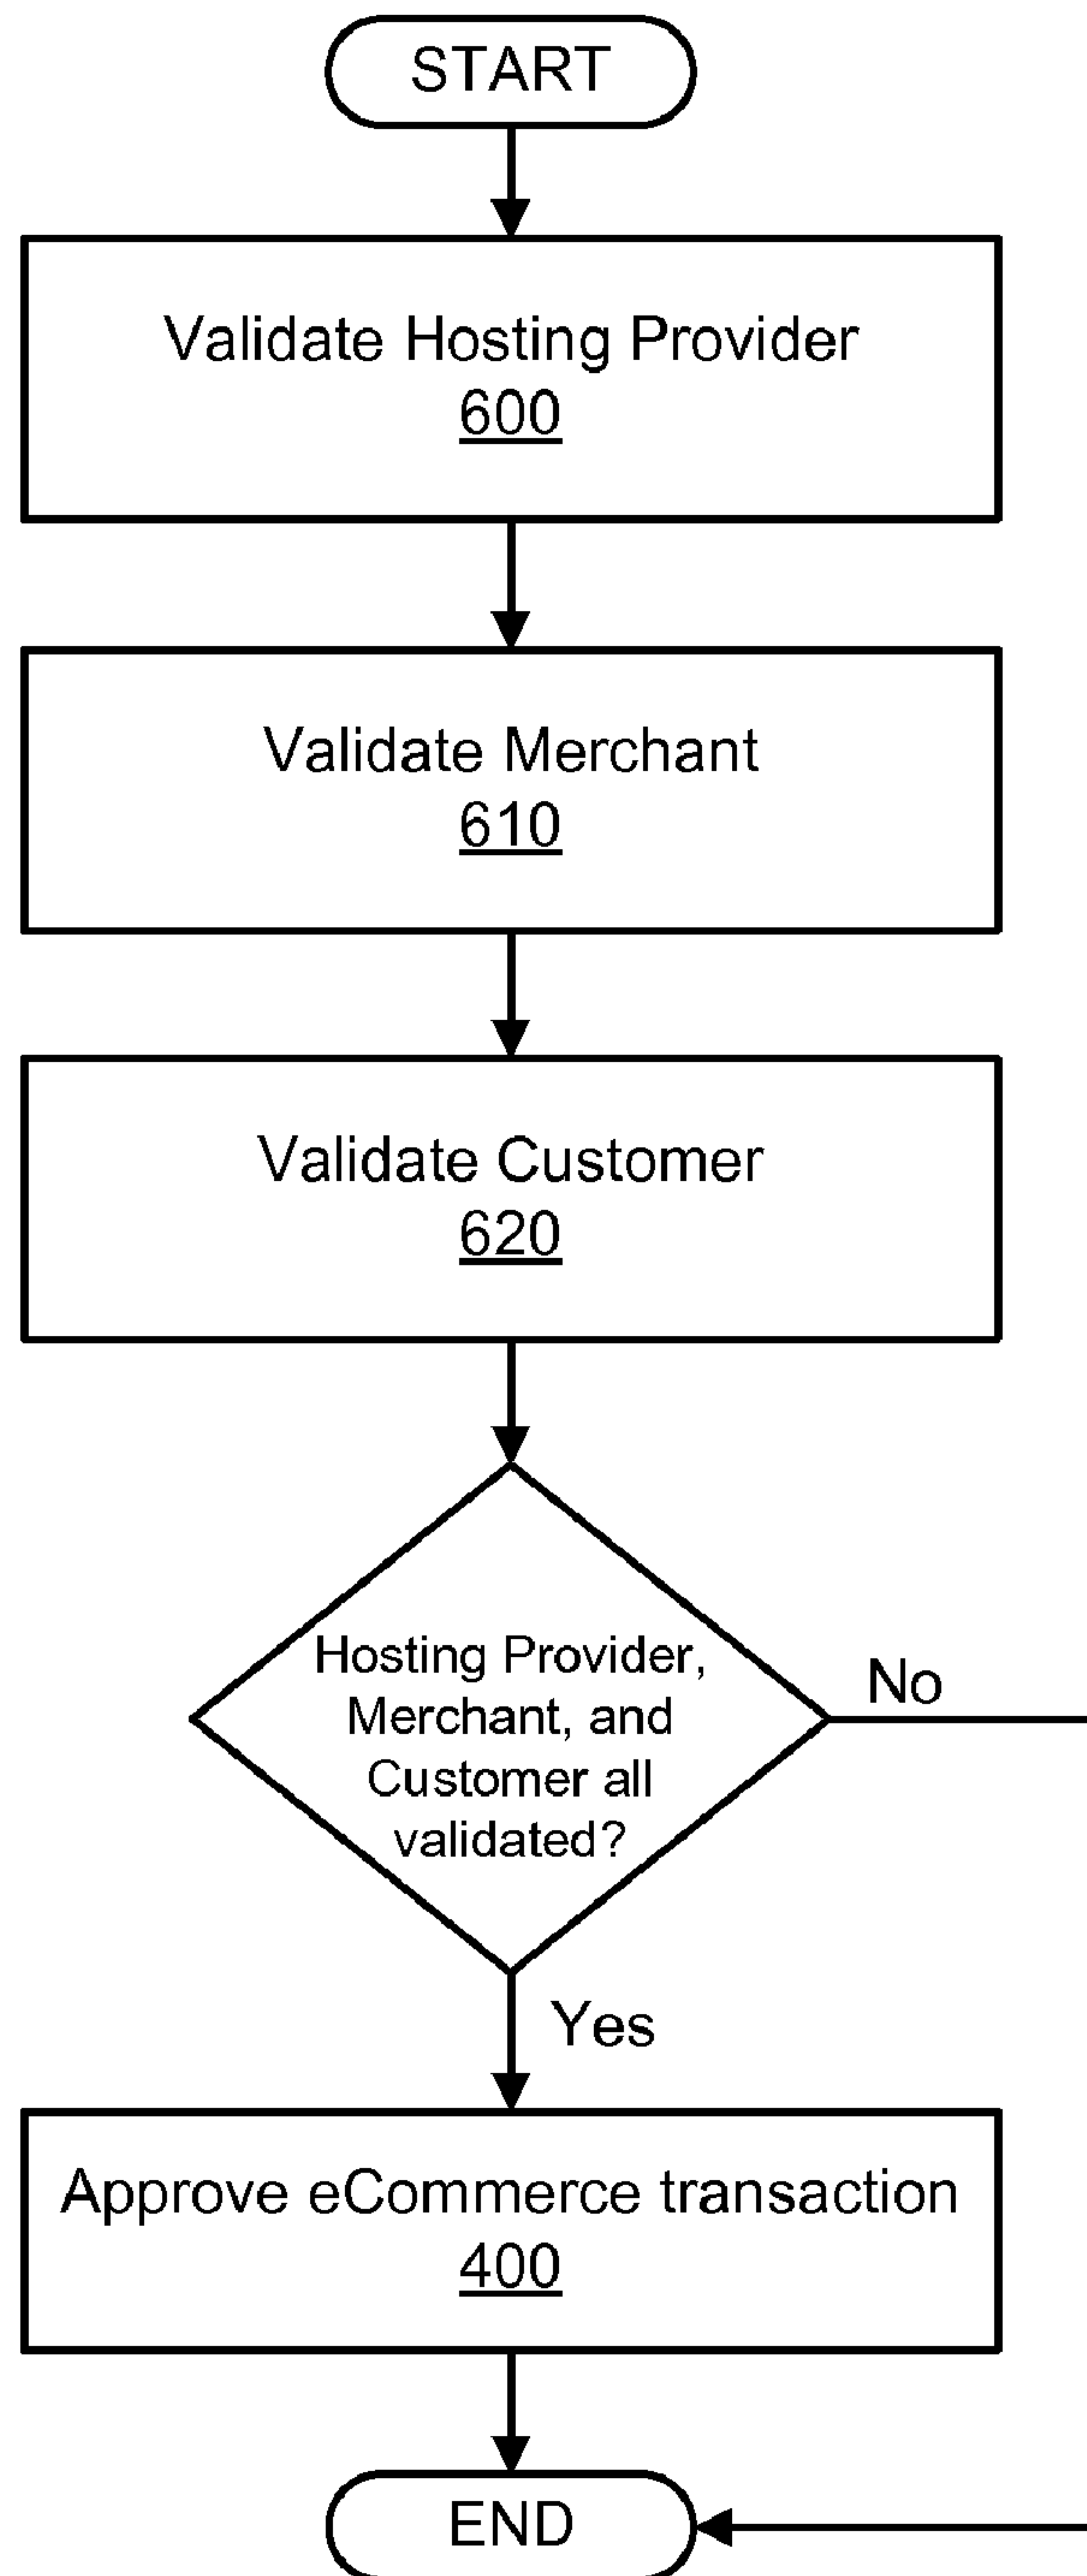 START
Validate Hosting Provider
600
Validate Merchant
610
Validate Customer
620
Hosting Provider,
Merchant, and
Customer all
validated?
No
Yes
Approve eCommerce transaction
400
END